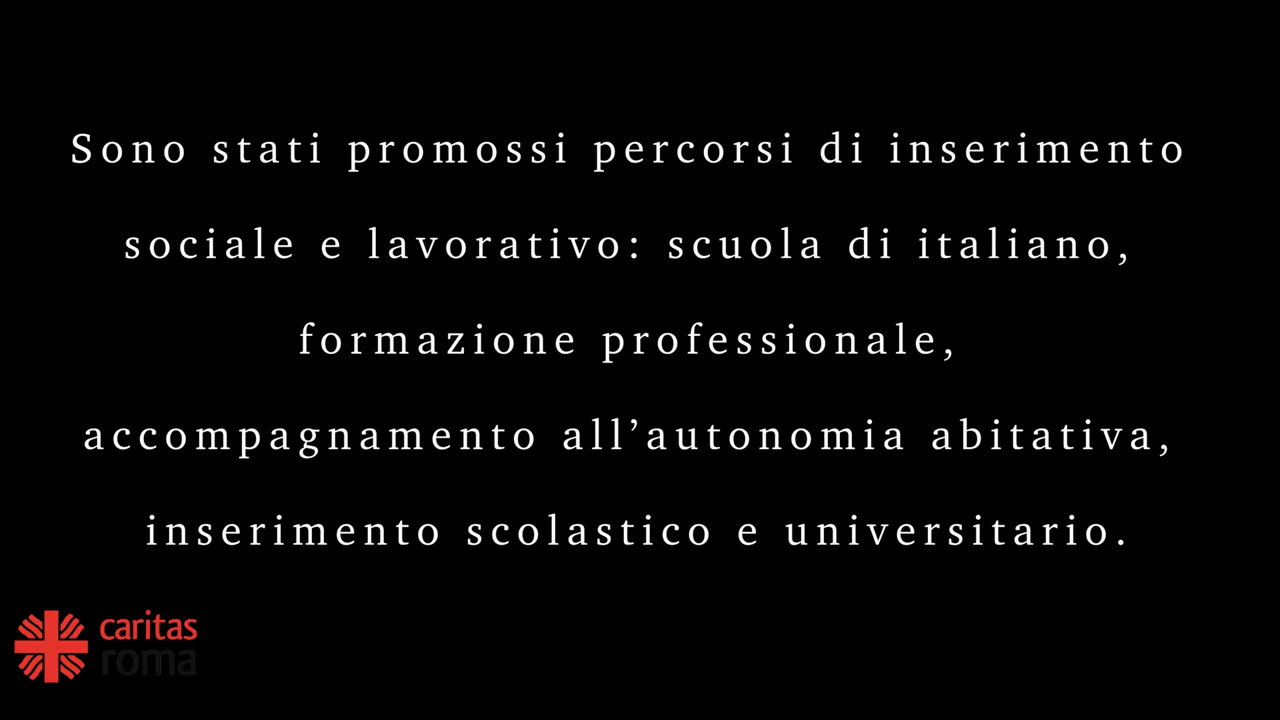 Sono stati promossi percorsi di inserimento
sociale e lavorativo: scuola di italiano,
formazione professionale,
accompagnamento all’autonomia abitativa,
inserimento scolastico e universitario.
caritas
roma